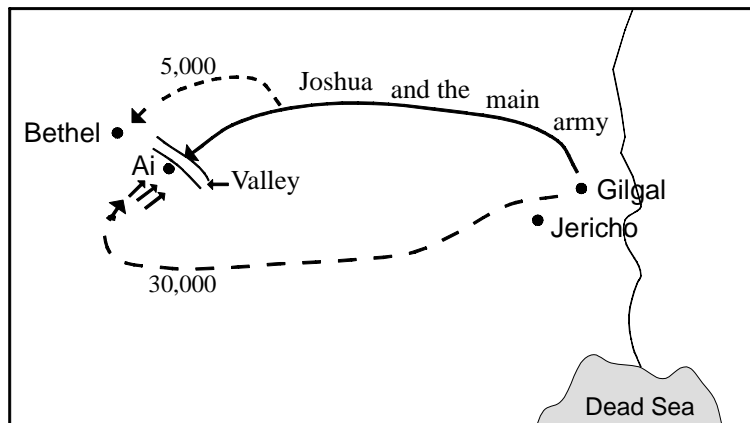 5,000
Joshua and the main army
Bethel
Ai
Valley
Gilgal
Jericho
30,000
Dead Sea